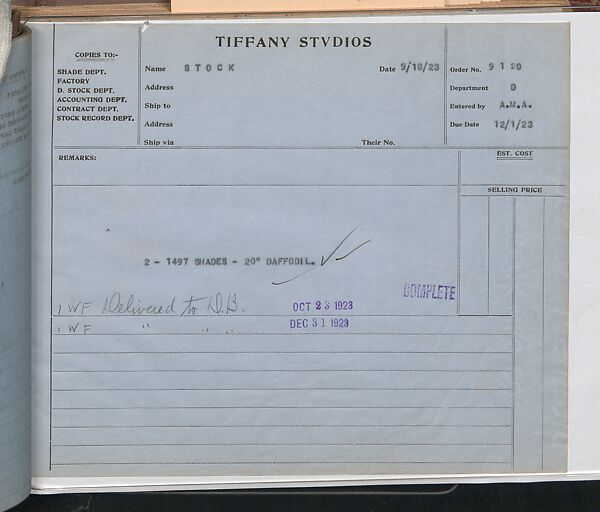 TIFFANY STVDIOS
COPIES TO:-
SHADE DEPT.
FACTORY
D. STOCK DEPT.
ACCOUNTING DEPT.
CONTRACT DEPT.
STOCK RECORD DEPT.
Name STOCK Date 9/18/23
Address
Ship to
Address
Ship via Their No.
Order No. 9120
Department D
Entered by A.M.A.
Due Date 12/1/23
REMARKS:
EST. COST
SELLING PRICE
2 - 1497 SHADES - 20" DAFFODIL.
COMPLETE
1 WF Delivered to D.S. OCT 23 1923
1 WF " " " DEC 31 1923